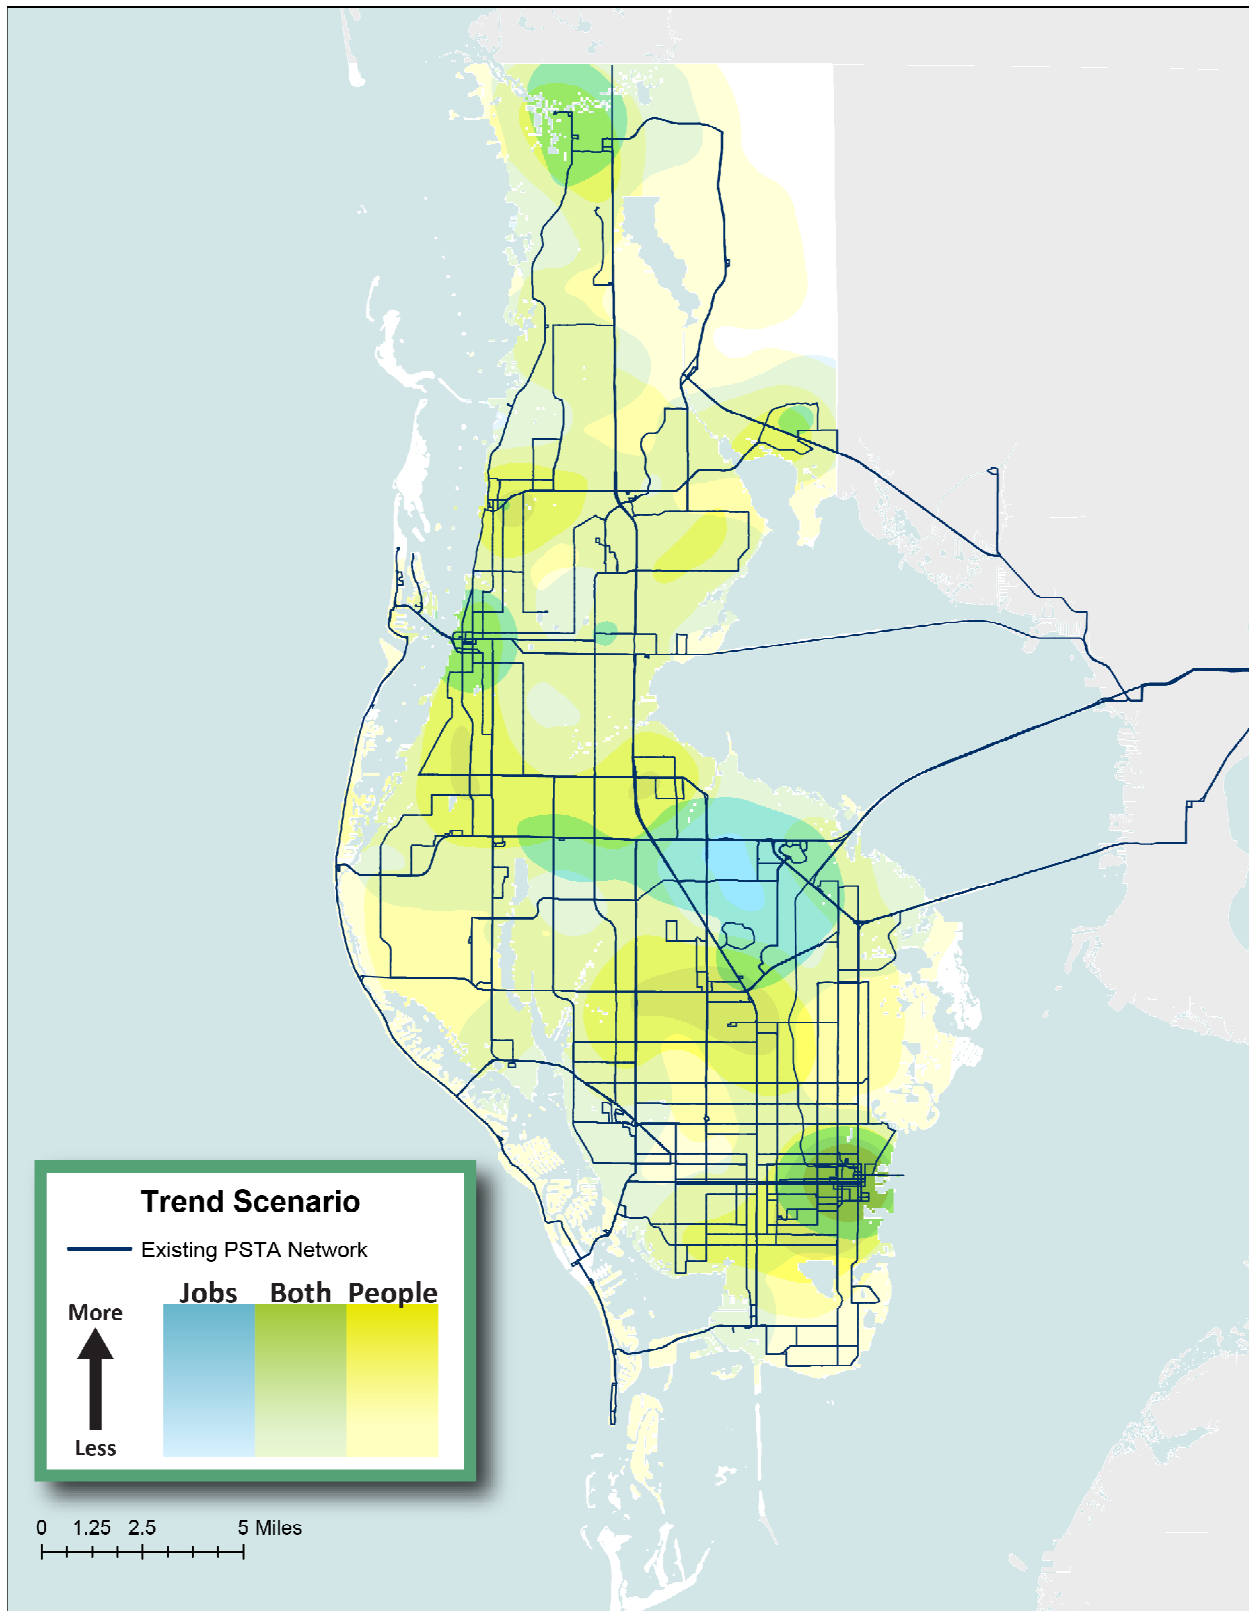 Trend Scenario
Existing PSTA Network
Jobs Both People
More
Less
0 1.25 2.5 5 Miles